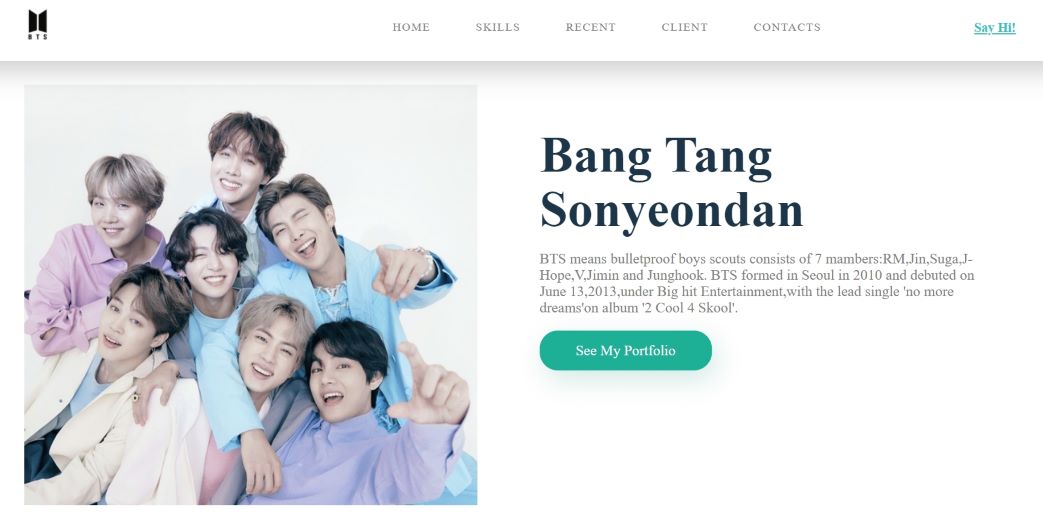 BTS
HOME SKILLS RECENT CLIENT CONTACTS Say Hi!
Bang Tang
Sonyeondan
BTS means bulletproof boys scouts consists of 7 mambers:RM,Jin,Suga,J-
Hope,V,Jimin and Junghook. BTS formed in Seoul in 2010 and debuted on
June 13,2013,under Big hit Entertainment,with the lead single 'no more
dreams'on album '2 Cool 4 Skool'.
See My Portfolio